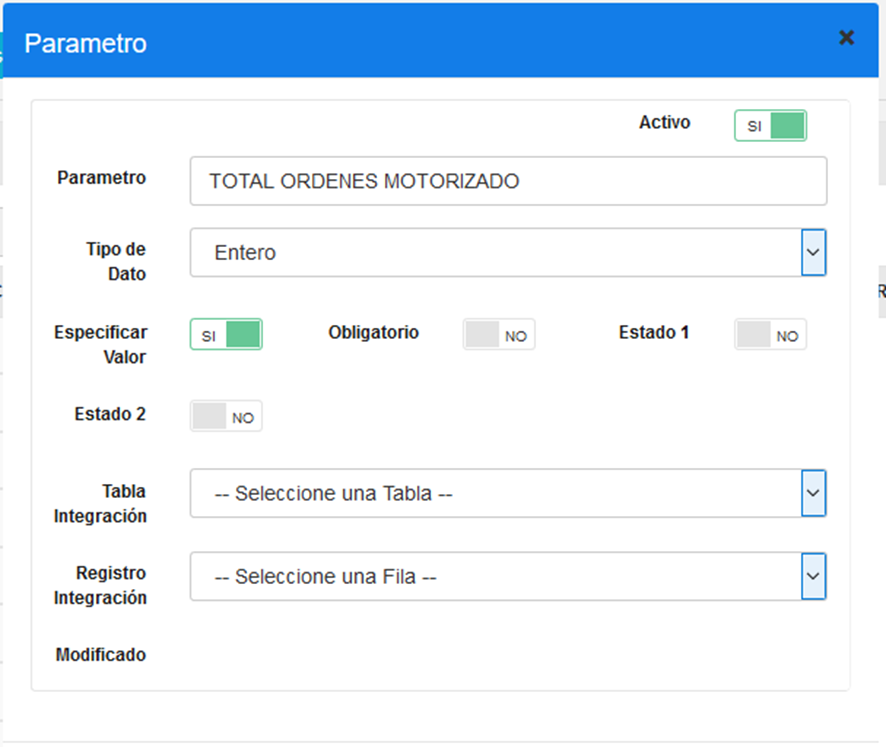 Parametro
Activo SI
Parametro TOTAL ORDENES MOTORIZADO
Tipo de
Dato
Entero
Especificar
Valor
SI Obligatorio NO Estado 1 NO
Estado 2 NO
Tabla
Integración
-- Seleccione una Tabla --
Registro
Integración
-- Seleccione una Fila --
Modificado